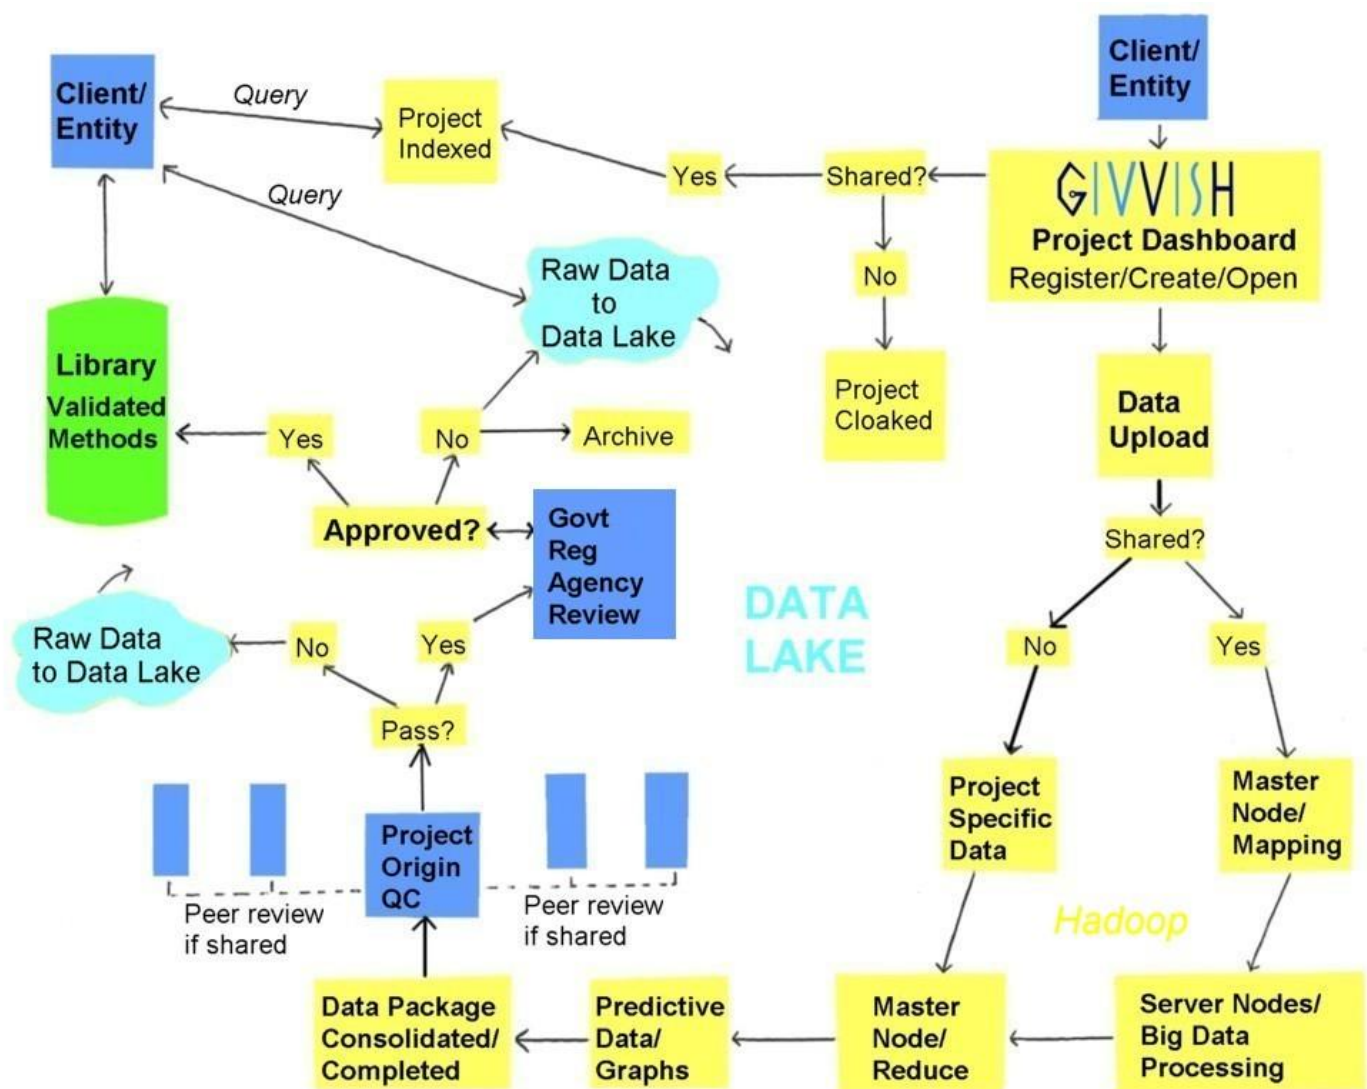 Client/
Entity
Query
Project
Indexed
Yes
Shared?
Client/
Entity
GIVVISH
Project Dashboard
Register/Create/Open
Query
No
Raw Data
to
Data Lake
Project
Cloaked
Library
Validated
Methods
Yes
No
Archive
Data
Upload
Approved?
Govt
Reg
Agency
Review
Shared?
DATA
LAKE
Raw Data
to Data Lake
No
Yes
No
Yes
Pass?
Project
Specific
Data
Master
Node/
Mapping
Project
Origin
QC
Peer review
if shared
Peer review
if shared
Hadoop
Data Package
Consolidated/
Completed
Predictive
Data/
Graphs
Master
Node/
Reduce
Server Nodes/
Big Data
Processing